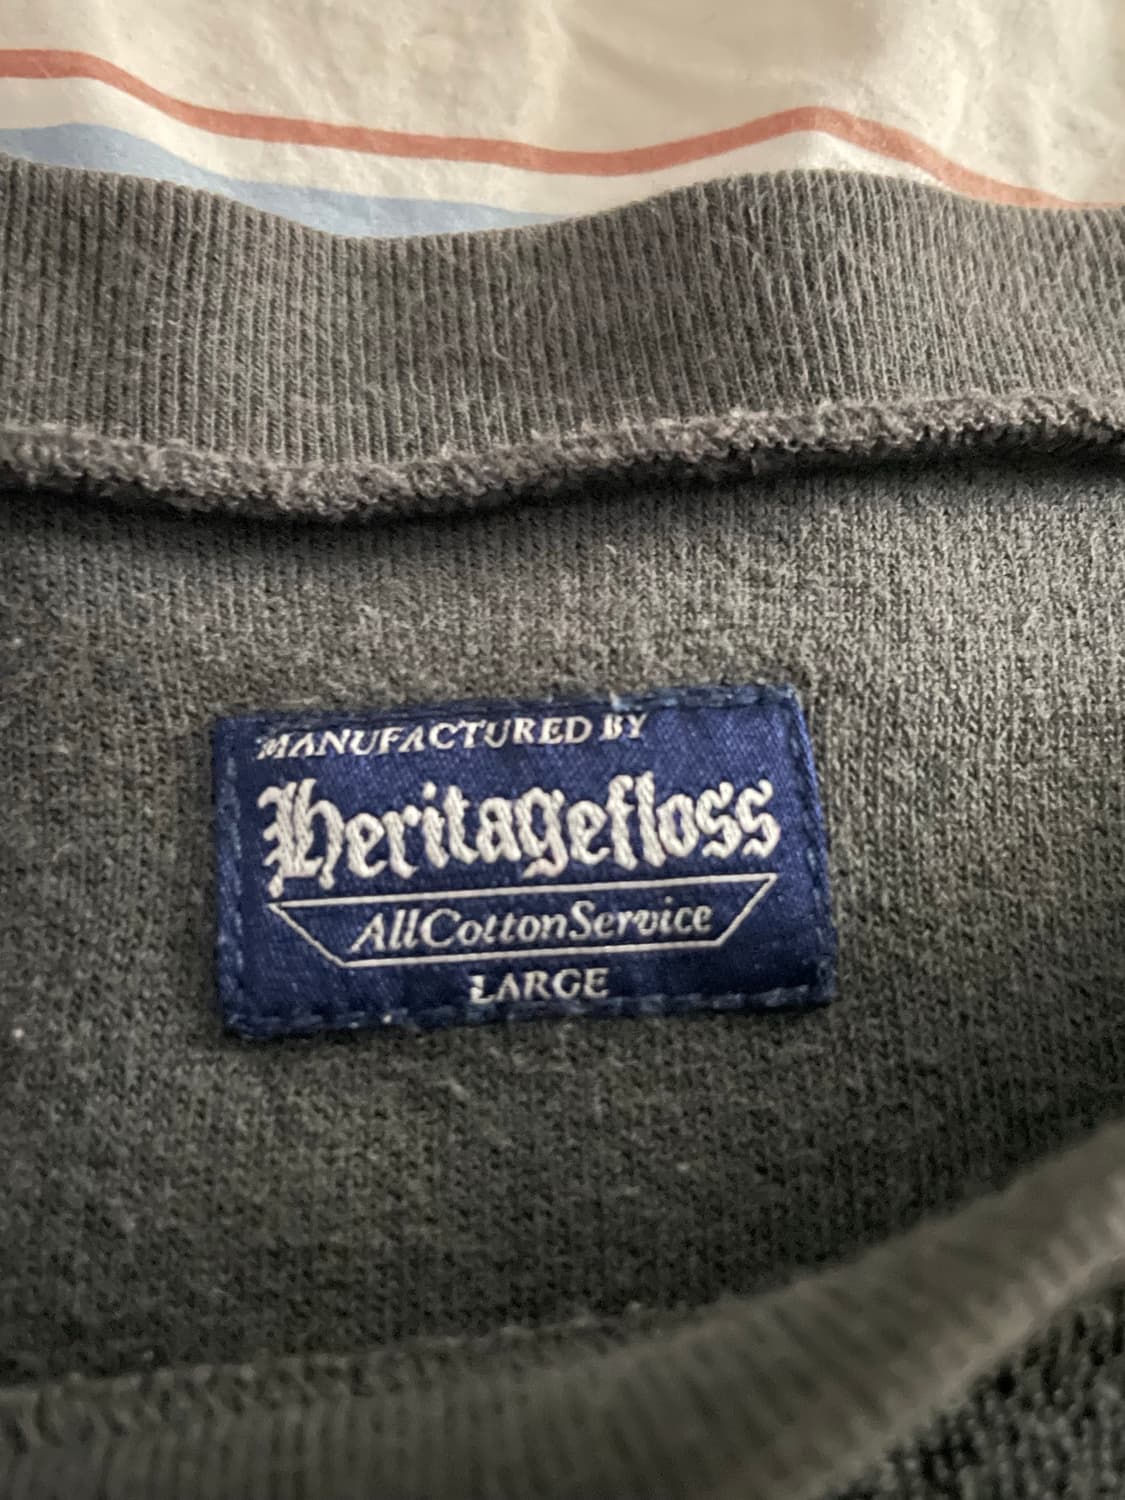 MANUFACTURED BY
Heritagefloss
AllCottonService
LARGE